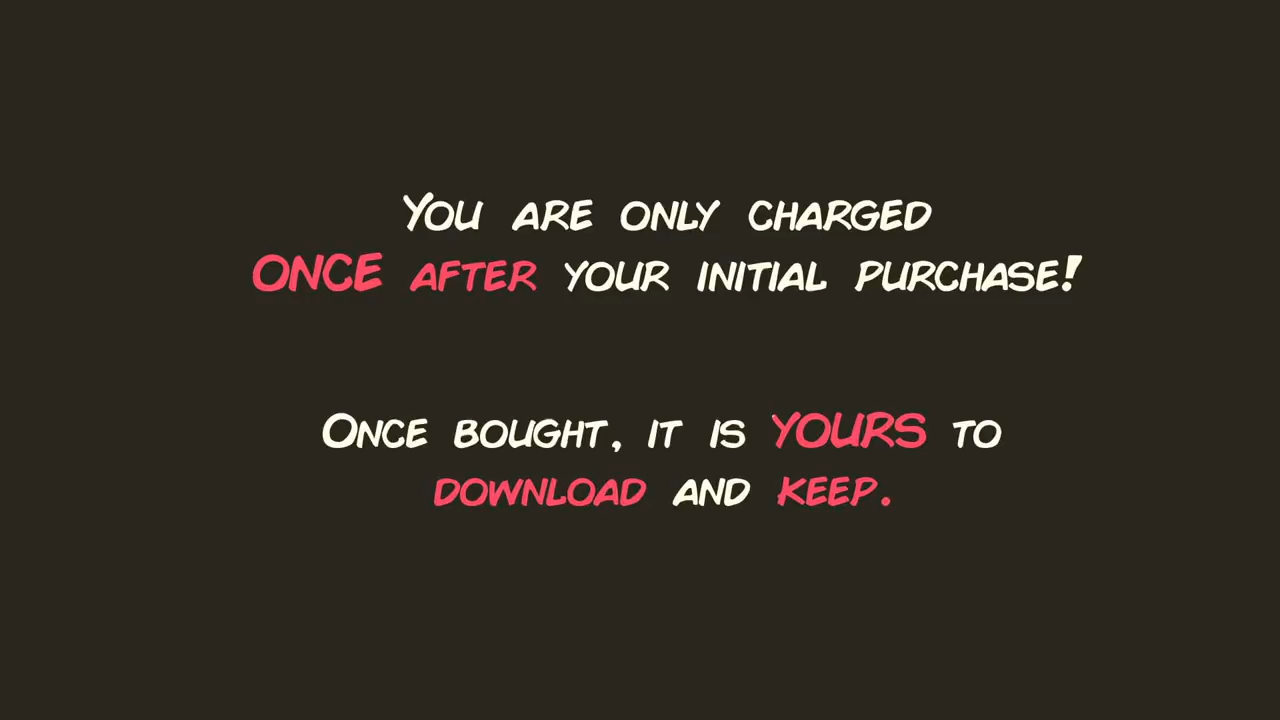 You are only charged
ONCE after your initial purchase!
Once bought, it is YOURS to
download and keep.